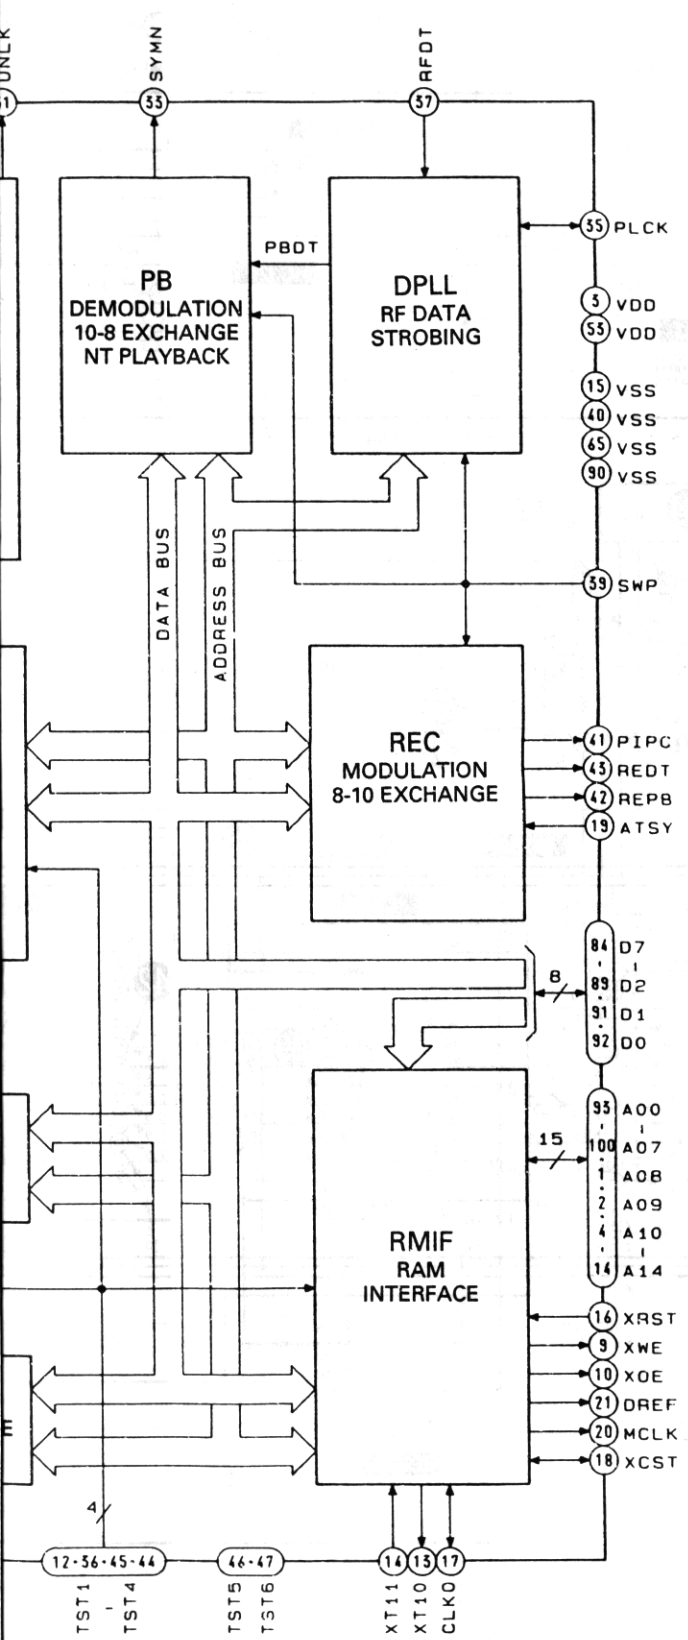 SYMN
RFDT
33
37
35 PLCK
PBDT
PB
DEMODULATION
10-8 EXCHANGE
NT PLAYBACK
DPLL
RF DATA
STROBING
3 VDD
53 VDD
15 VSS
40 VSS
65 VSS
90 VSS
DATA BUS
ADDRESS BUS
39 SWP
REC
MODULATION
8-10 EXCHANGE
41 PIPC
43 REDT
42 REPB
19 ATSY
84 D7
8
89 D2
91 D1
92 D0
93 A00
15
100 A07
1 A08
2 A09
4 A10
14 A14
RMIF
RAM
INTERFACE
16 XRST
9 XWE
10 XOE
21 DREF
20 MCLK
18 XCST
4
12-36-45-44
46-47
14
13
17
TST1
TST4
TST5
TST6
XT11
XT10
CLKO